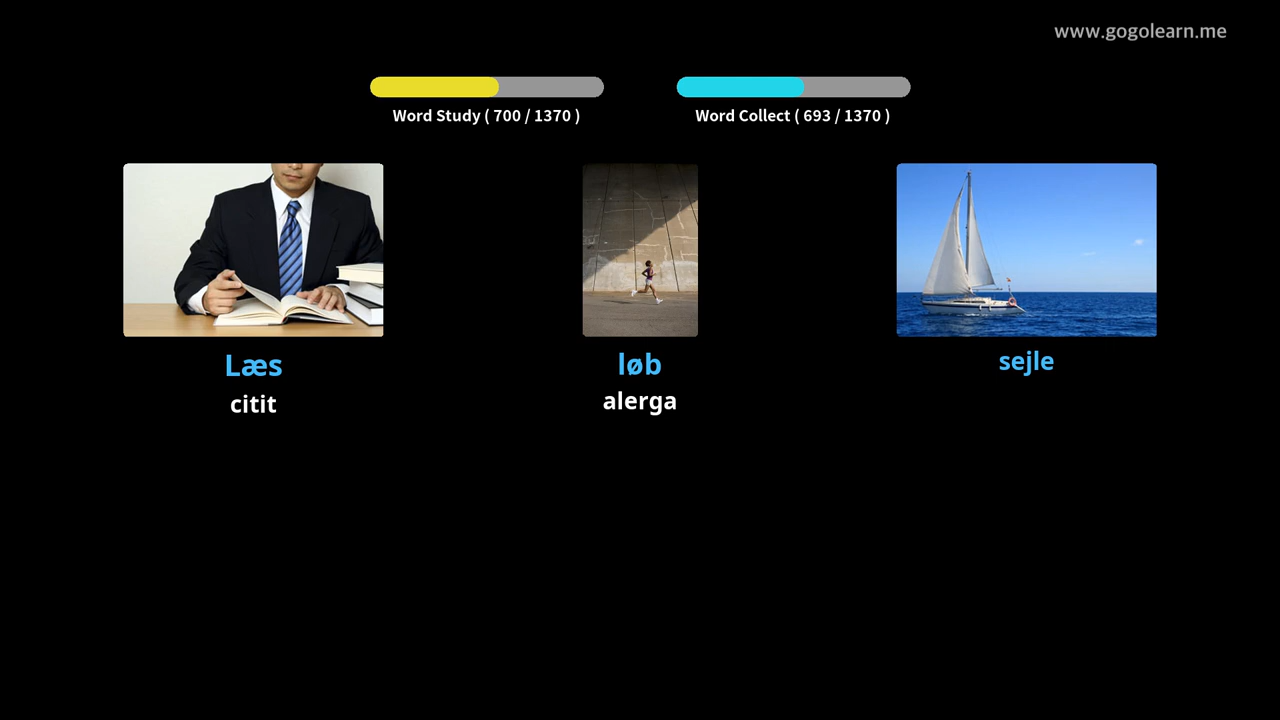 www.gogolearn.me
Word Study ( 700 / 1370 )
Word Collect ( 693 / 1370 )
Læs
citit
løb
alerga
sejle